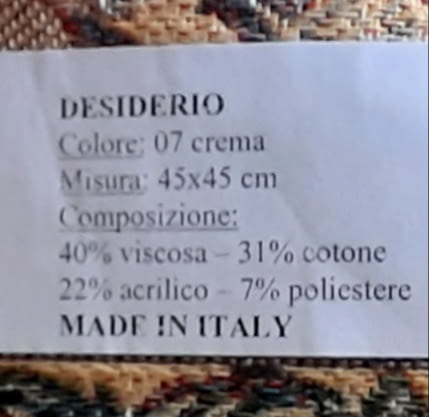 DESIDERIO
Colore: 07 crema
Misura: 45x45 cm
Composizione:
40% viscosa – 31% cotone
22% acrilico – 7% poliestere
MADE IN ITALY